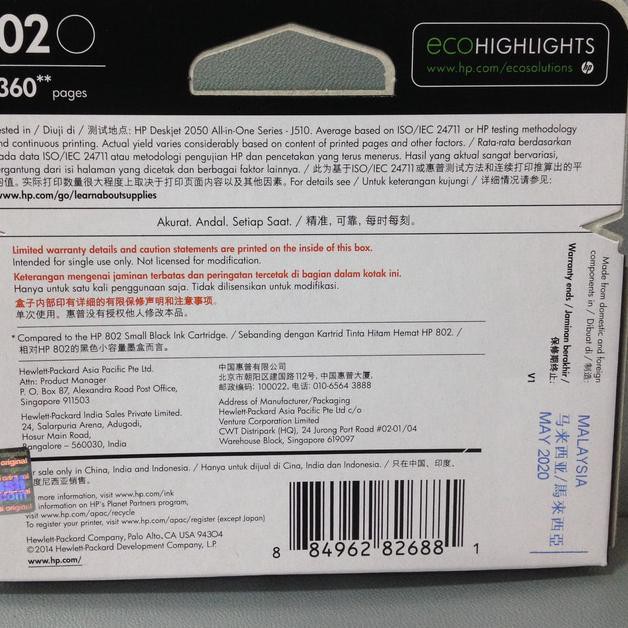 02
360** pages
ecoHIGHLIGHTS
www.hp.com/ecosolutions hp
ested in / Diuji di / 测试地点: HP Deskjet 2050 All-in-One Series - J510. Average based on ISO/IEC 24711 or HP testing methodology
nd continuous printing. Actual yield varies considerably based on content of printed pages and other factors. / Rata-rata berdasarkan
ada data ISO/IEC 24711 atau metodologi pengujian HP dan pencetakan yang terus menerus. Hasil yang aktual sangat bervariasi,
ergantung dari isi halaman yang dicetak dan berbagai faktor lainnya. / 此为基于ISO/IEC 24711或惠普测试方法和连续打印推算的平
均值。实际打印数量很大程度上取决于打印页面内容以及其他因素。For details see / Untuk keterangan kujungi / 详细情况请参见:
www.hp.com/go/learnaboutsupplies
Akurat. Andal. Setiap Saat. / 精准, 可靠, 每时每刻。
Limited warranty details and caution statements are printed on the inside of this box.
Intended for single use only. Not licensed for modification.
Keterangan mengenai jaminan terbatas dan peringatan tercetak di bagian dalam kotak ini.
Hanya untuk satu kali penggunaan saja. Tidak dilisensikan untuk modifikasi.
盒子内部印有详细的有限保修声明和注意事项。
单次使用。惠普没有授权他人修改本品。
* Compared to the HP 802 Small Black Ink Cartridge. / Sebanding dengan Kartrid Tinta Hitam Hemat HP 802. /
相对HP 802的黑色小容量墨盒而言。
Hewlett-Packard Asia Pacific Pte Ltd.
Attn: Product Manager
P. O. Box 87, Alexandra Road Post Office,
Singapore 911503
Hewlett-Packard India Sales Private Limited.
24, Salarpuria Arena, Adugodi,
Hosur Main Road,
Bangalore – 560030, India
中国惠普有限公司
北京市朝阳区建国路112号, 中国惠普大厦,
邮政编码: 100022, 电话: 010-6564 3888
Address of Manufacturer/Packaging
Hewlett-Packard Asia Pacific Pte Ltd c/o
Venture Corporation Limited
CWT Distripark (HQ), 24 Jurong Port Road #02-01/04
Warehouse Block, Singapore 619097
r sale only in China, India and Indonesia. / Hanya untuk dijual di Cina, India dan Indonesia. / 只在中国、印度、
度尼西亚销售。
more information, visit www.hp.com/ink
information on HP's Planet Partners program,
visit www.hp.com/apac/recycle
To register your printer, visit www.hp.com/apac/register (except Japan)
Hewlett-Packard Company, Palo Alto, CA USA 94304
© 2014 Hewlett-Packard Development Company, L.P.
www.hp.com/
8 84962 82688 1
Made from domestic and foreign
components in / Dibuat di / 制造:
Warranty ends / Jaminan berakhir/
保修期终止:
V1
MALAYSIA
马来西亚/馬來西亞
MAY 2020
original
original